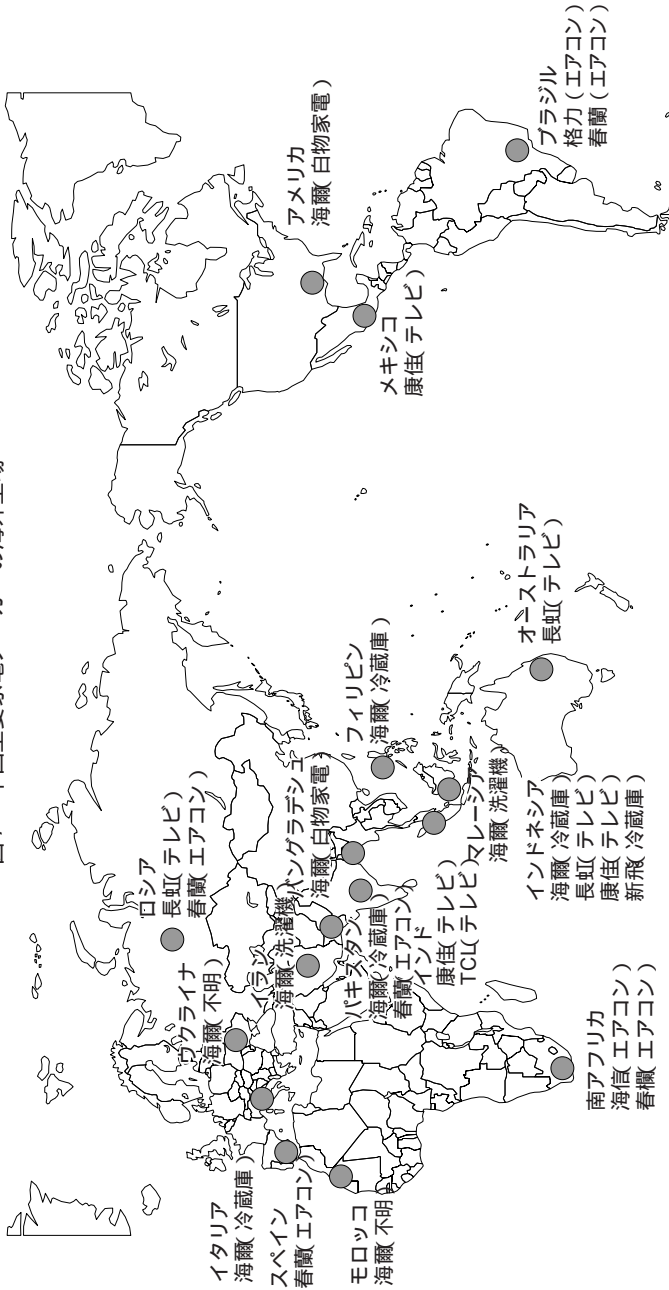 ロシア
長虹(テレビ)
春蘭(エアコン)
ウクライナ
海爾(不明)
イタリア
海爾(冷蔵庫)
スペイン
春蘭(エアコン)
モロッコ
海爾(不明
イラン
海爾(洗濯機)
パキスタン
海爾(冷蔵庫)
春蘭(エアコン)
インド
康佳(テレビ)
TCL(テレビ)
バングラデシュ
海爾(白物家電)
フィリピン
海爾(冷蔵庫)
マレーシア
海爾(洗濯機)
インドネシア
海爾(冷蔵庫)
長虹(テレビ)
康佳(テレビ)
新飛(冷蔵庫)
オーストラリア
長虹(テレビ)
南アフリカ
海信(エアコン)
春欄(エアコン)
アメリカ
海爾(白物家電)
メキシコ
康佳(テレビ)
ブラジル
格力(エアコン)
春蘭(エアコン)